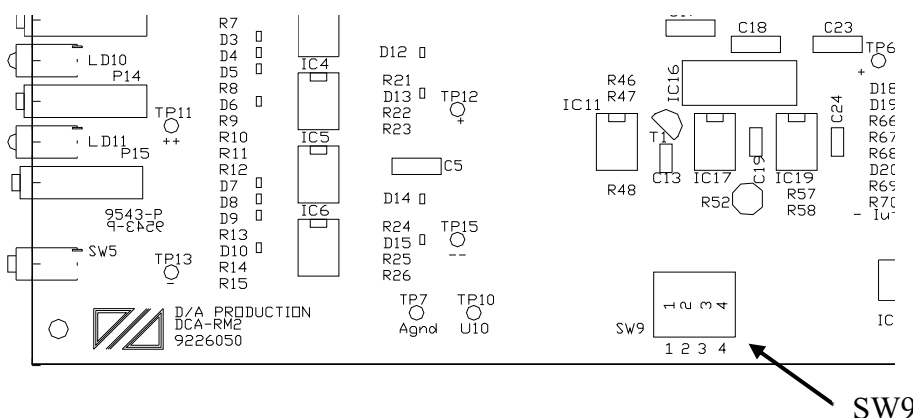 R7
D3
D4
D5
R8
D6
R9
R10
R11
R12
D7
D8
D9
R13
D10
R14
R15
LD10
P14
TP11
++
LD11
P15
9543-P
9543-P
SW5
TP13
-
D/A PRODUCTION
DCA-RM2
9226050
IC4
IC5
IC6
D12
R21
D13
R22
R23
TP12
+
C5
D14
R24
D15
R25
R26
TP15
--
TP7
Agnd
TP10
U10
C18
C23
TP6
+
IC16
R46
R47
IC11
T1
C13
R48
IC17
C19
IC19
C24
R52
R57
R58
D18
D19
R66
R67
R68
D20
R69
R70
SW9
1 2 3 4
1 2 3 4
IC
SW9